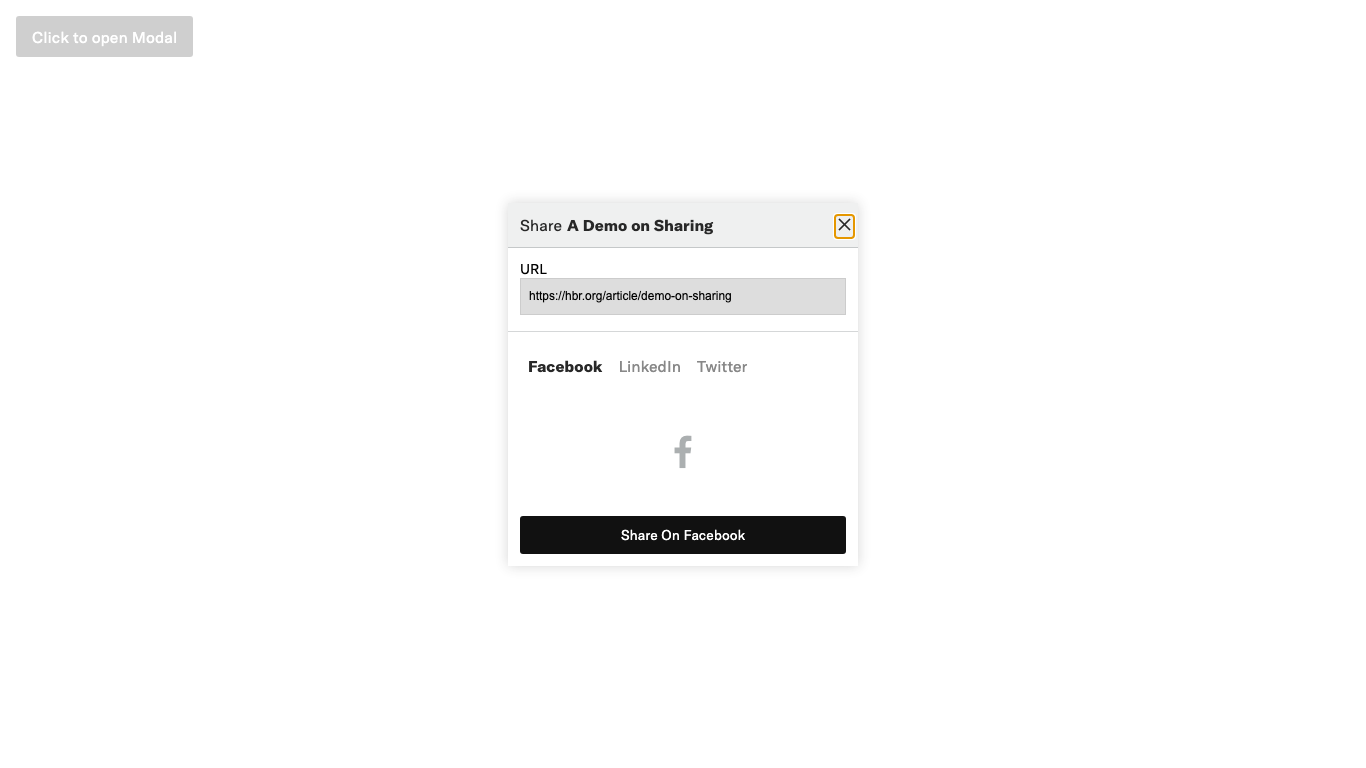 Click to open Modal
Share A Demo on Sharing
URL
https://hbr.org/article/demo-on-sharing
Facebook LinkedIn Twitter
Share On Facebook